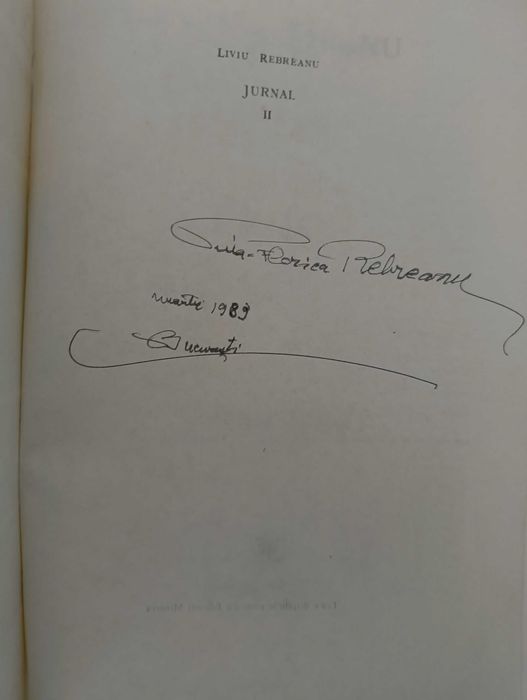 LIVIU REBREANU
JURNAL
II
Puia-Florica Rebreanu
martie 1989
București